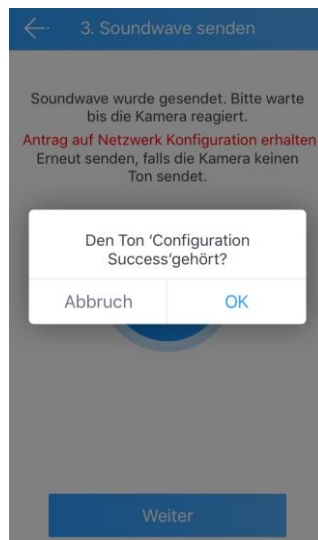 3. Soundwave senden
Soundwave wurde gesendet. Bitte warte
bis die Kamera reagiert.
Antrag auf Netzwerk Konfiguration erhalten
Erneut senden, falls die Kamera keinen
Ton sendet.
Den Ton ‘Configuration
Success’gehört?
Abbruch OK
Weiter